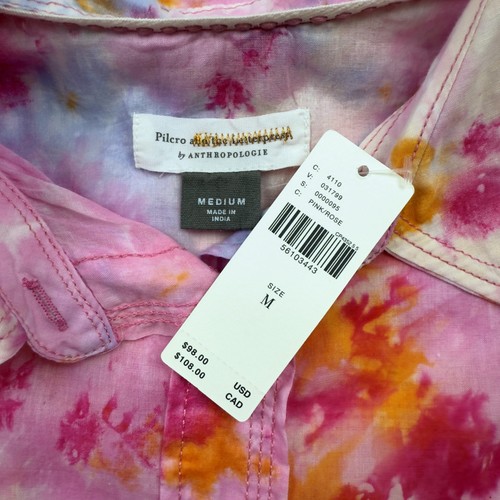 Pilcro and the Letterpress
by ANTHROPOLOGIE
MEDIUM
MADE IN
INDIA
C: 4110
V: 031799
S: 0000095
C: PINK/ROSE
56103443
SIZE
M
$98.00 USD
$108.00 CAD